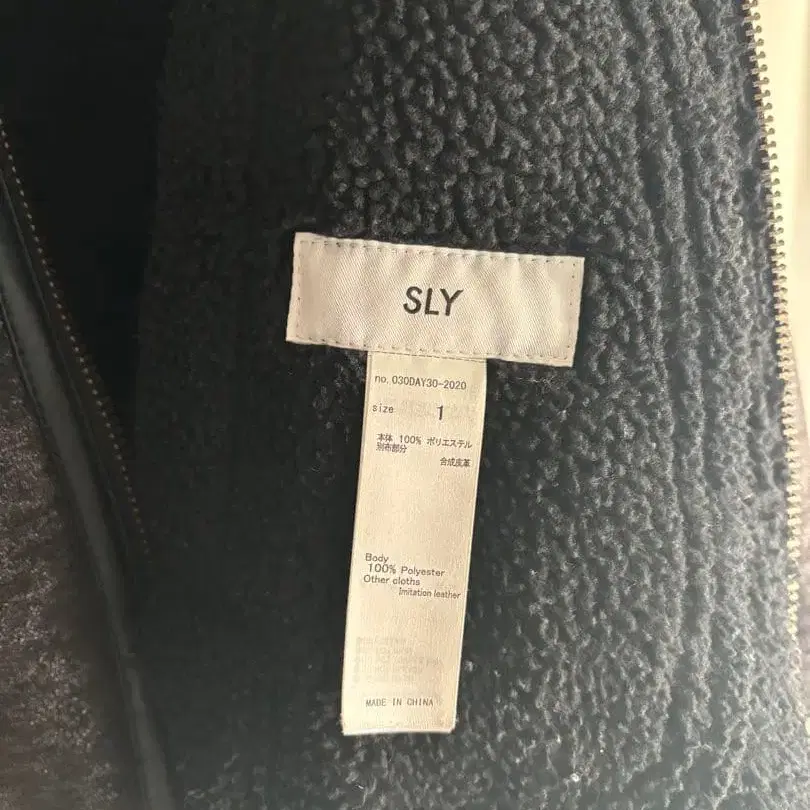 SLY
no. 030DAY30-2020
size 1
本体 100% ポリエステル
別布部分
合成皮革
Body
100% Polyester
Other cloths
Imitation leather
MADE IN CHINA